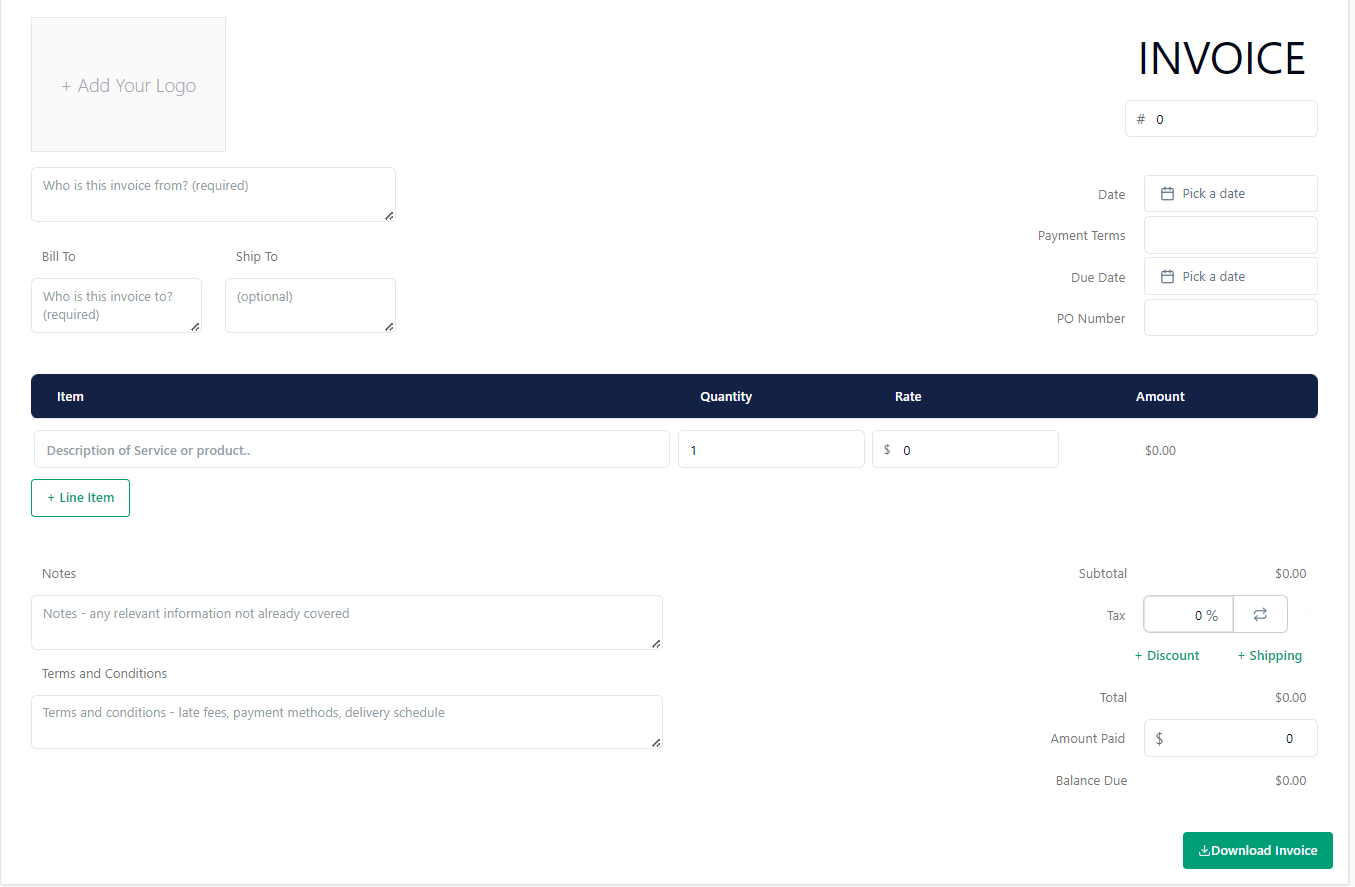 + Add Your Logo
INVOICE
# 0
Who is this invoice from? (required)
Date
Pick a date
Payment Terms
Bill To
Ship To
Due Date
Pick a date
Who is this invoice to?
(required)
(optional)
PO Number
Item Quantity Rate Amount
Description of Service or product.. 1 $ 0 $0.00
+ Line Item
Notes
Subtotal $0.00
Notes - any relevant information not already covered
Tax 0 %
+ Discount + Shipping
Terms and Conditions
Total $0.00
Terms and conditions - late fees, payment methods, delivery schedule
Amount Paid $ 0
Balance Due $0.00
Download Invoice